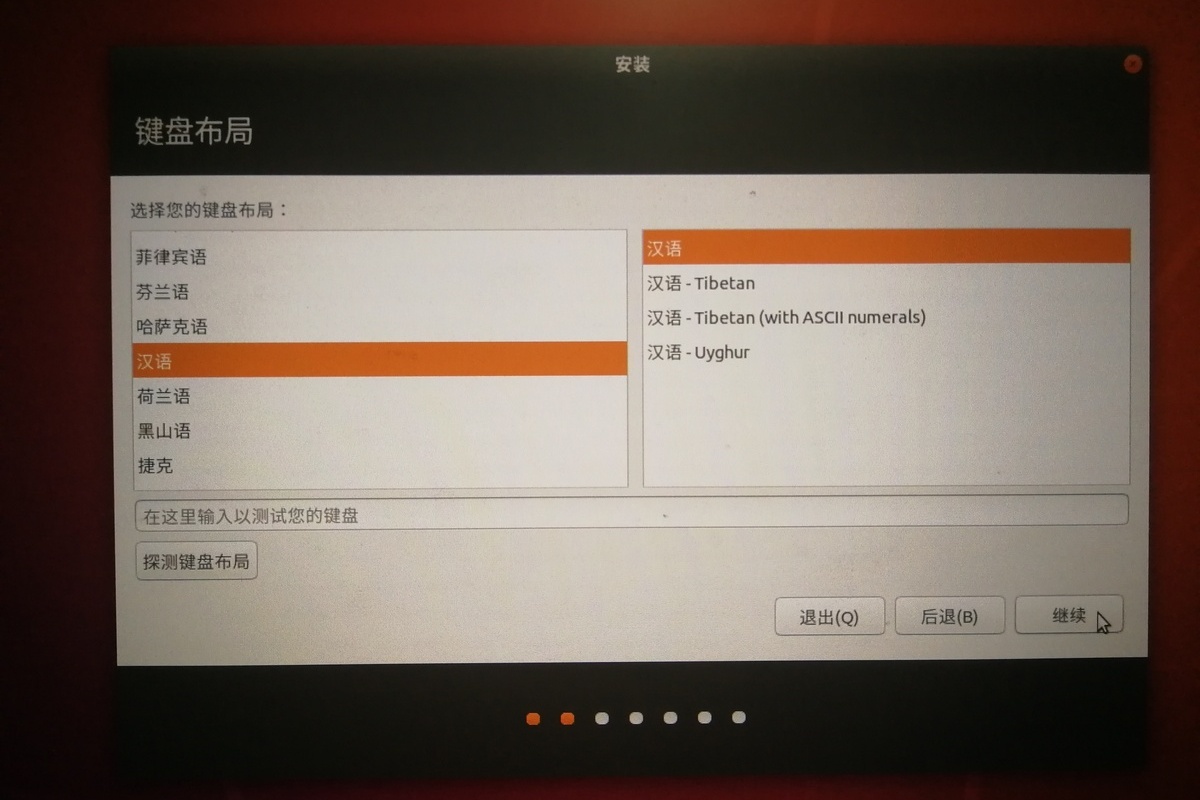 安装
键盘布局
选择您的键盘布局：
菲律宾语
芬兰语
哈萨克语
汉语
荷兰语
黑山语
捷克
汉语
汉语 - Tibetan
汉语 - Tibetan (with ASCII numerals)
汉语 - Uyghur
在这里输入以测试您的键盘
探测键盘布局
退出(Q)
后退(B)
继续